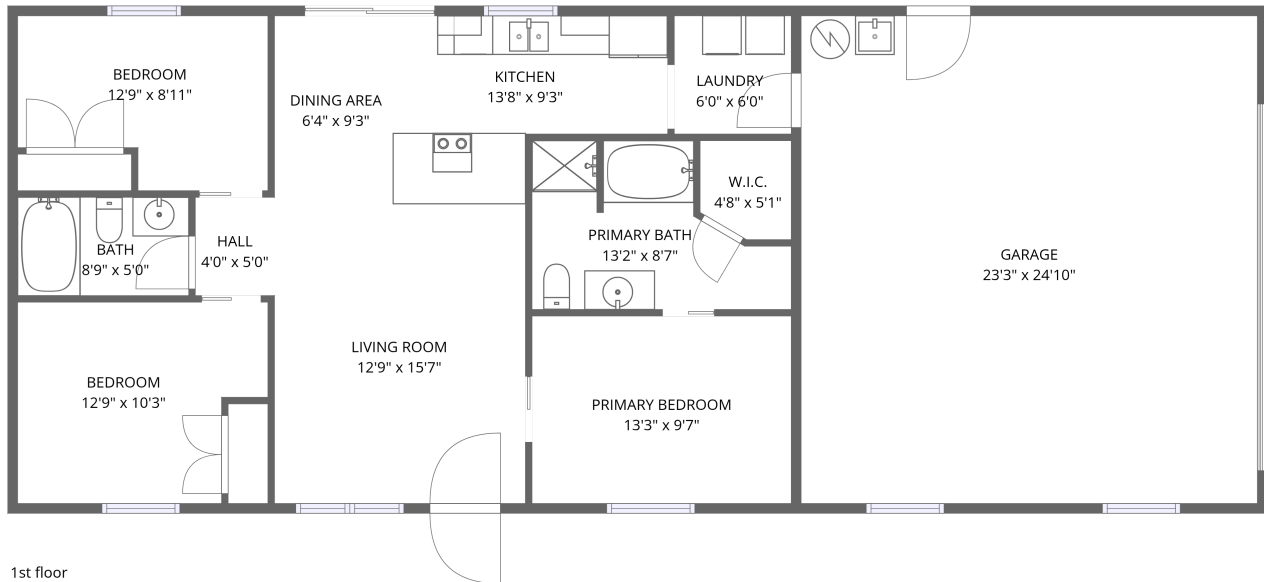 BEDROOM
12'9" x 8'11"
DINING AREA
6'4" x 9'3"
KITCHEN
13'8" x 9'3"
LAUNDRY
6'0" x 6'0"
W.I.C.
4'8" x 5'1"
BATH
8'9" x 5'0"
HALL
4'0" x 5'0"
PRIMARY BATH
13'2" x 8'7"
GARAGE
23'3" x 24'10"
LIVING ROOM
12'9" x 15'7"
BEDROOM
12'9" x 10'3"
PRIMARY BEDROOM
13'3" x 9'7"
1st floor